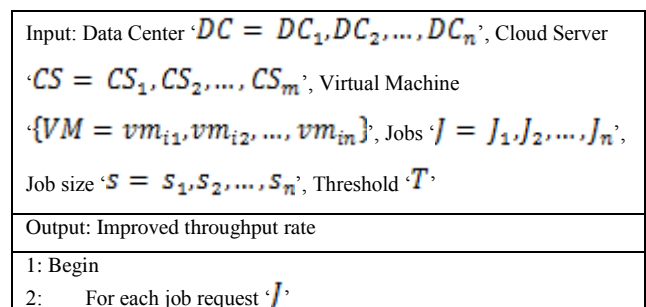 Input: Data Center ‘DC = DC₁,DC₂,...,DCₙ’, Cloud Server
‘CS = CS₁,CS₂,...,CSₘ’, Virtual Machine
‘{VM = vmᵢ₁,vmᵢ₂,...,vmᵢₙ}’, Jobs ‘J = J₁,J₂,...,Jₙ’,
Job size ‘s = s₁,s₂,...,sₙ’, Threshold ‘T’
Output: Improved throughput rate
1: Begin
2: For each job request ‘J’